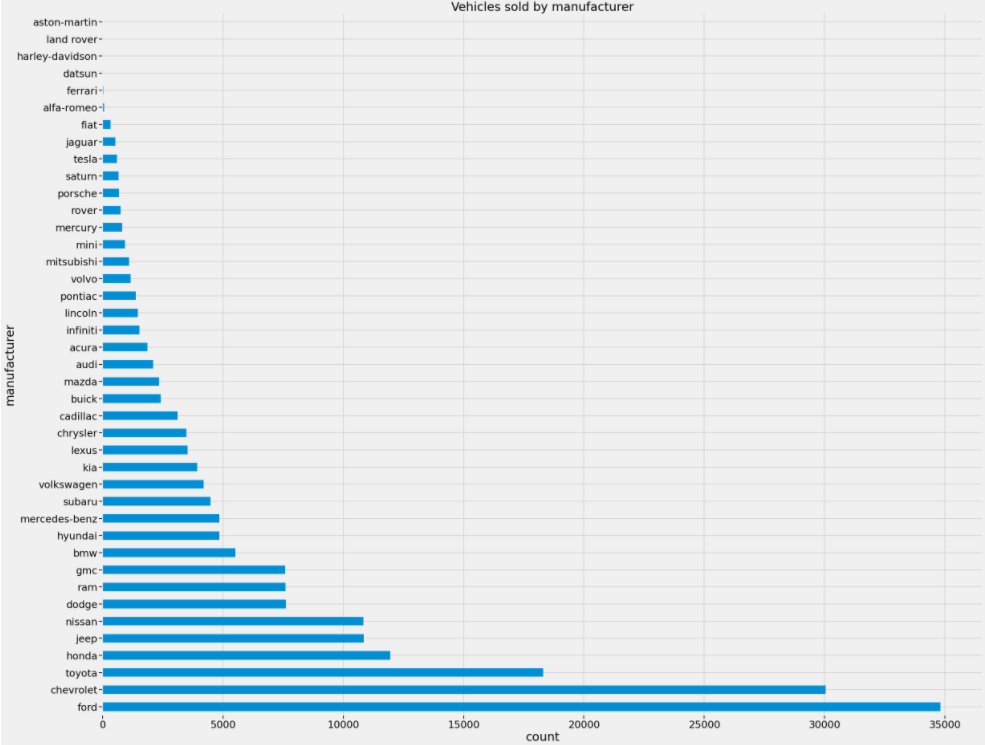 Vehicles sold by manufacturer
aston-martin
land rover
harley-davidson
datsun
ferrari
alfa-romeo
fiat
jaguar
tesla
saturn
porsche
rover
mercury
mini
mitsubishi
volvo
pontiac
lincoln
infiniti
acura
audi
mazda
buick
cadillac
chrysler
lexus
kia
volkswagen
subaru
mercedes-benz
hyundai
bmw
gmc
ram
dodge
nissan
jeep
honda
toyota
chevrolet
ford
manufacturer
0 5000 10000 15000 20000 25000 30000 35000
count